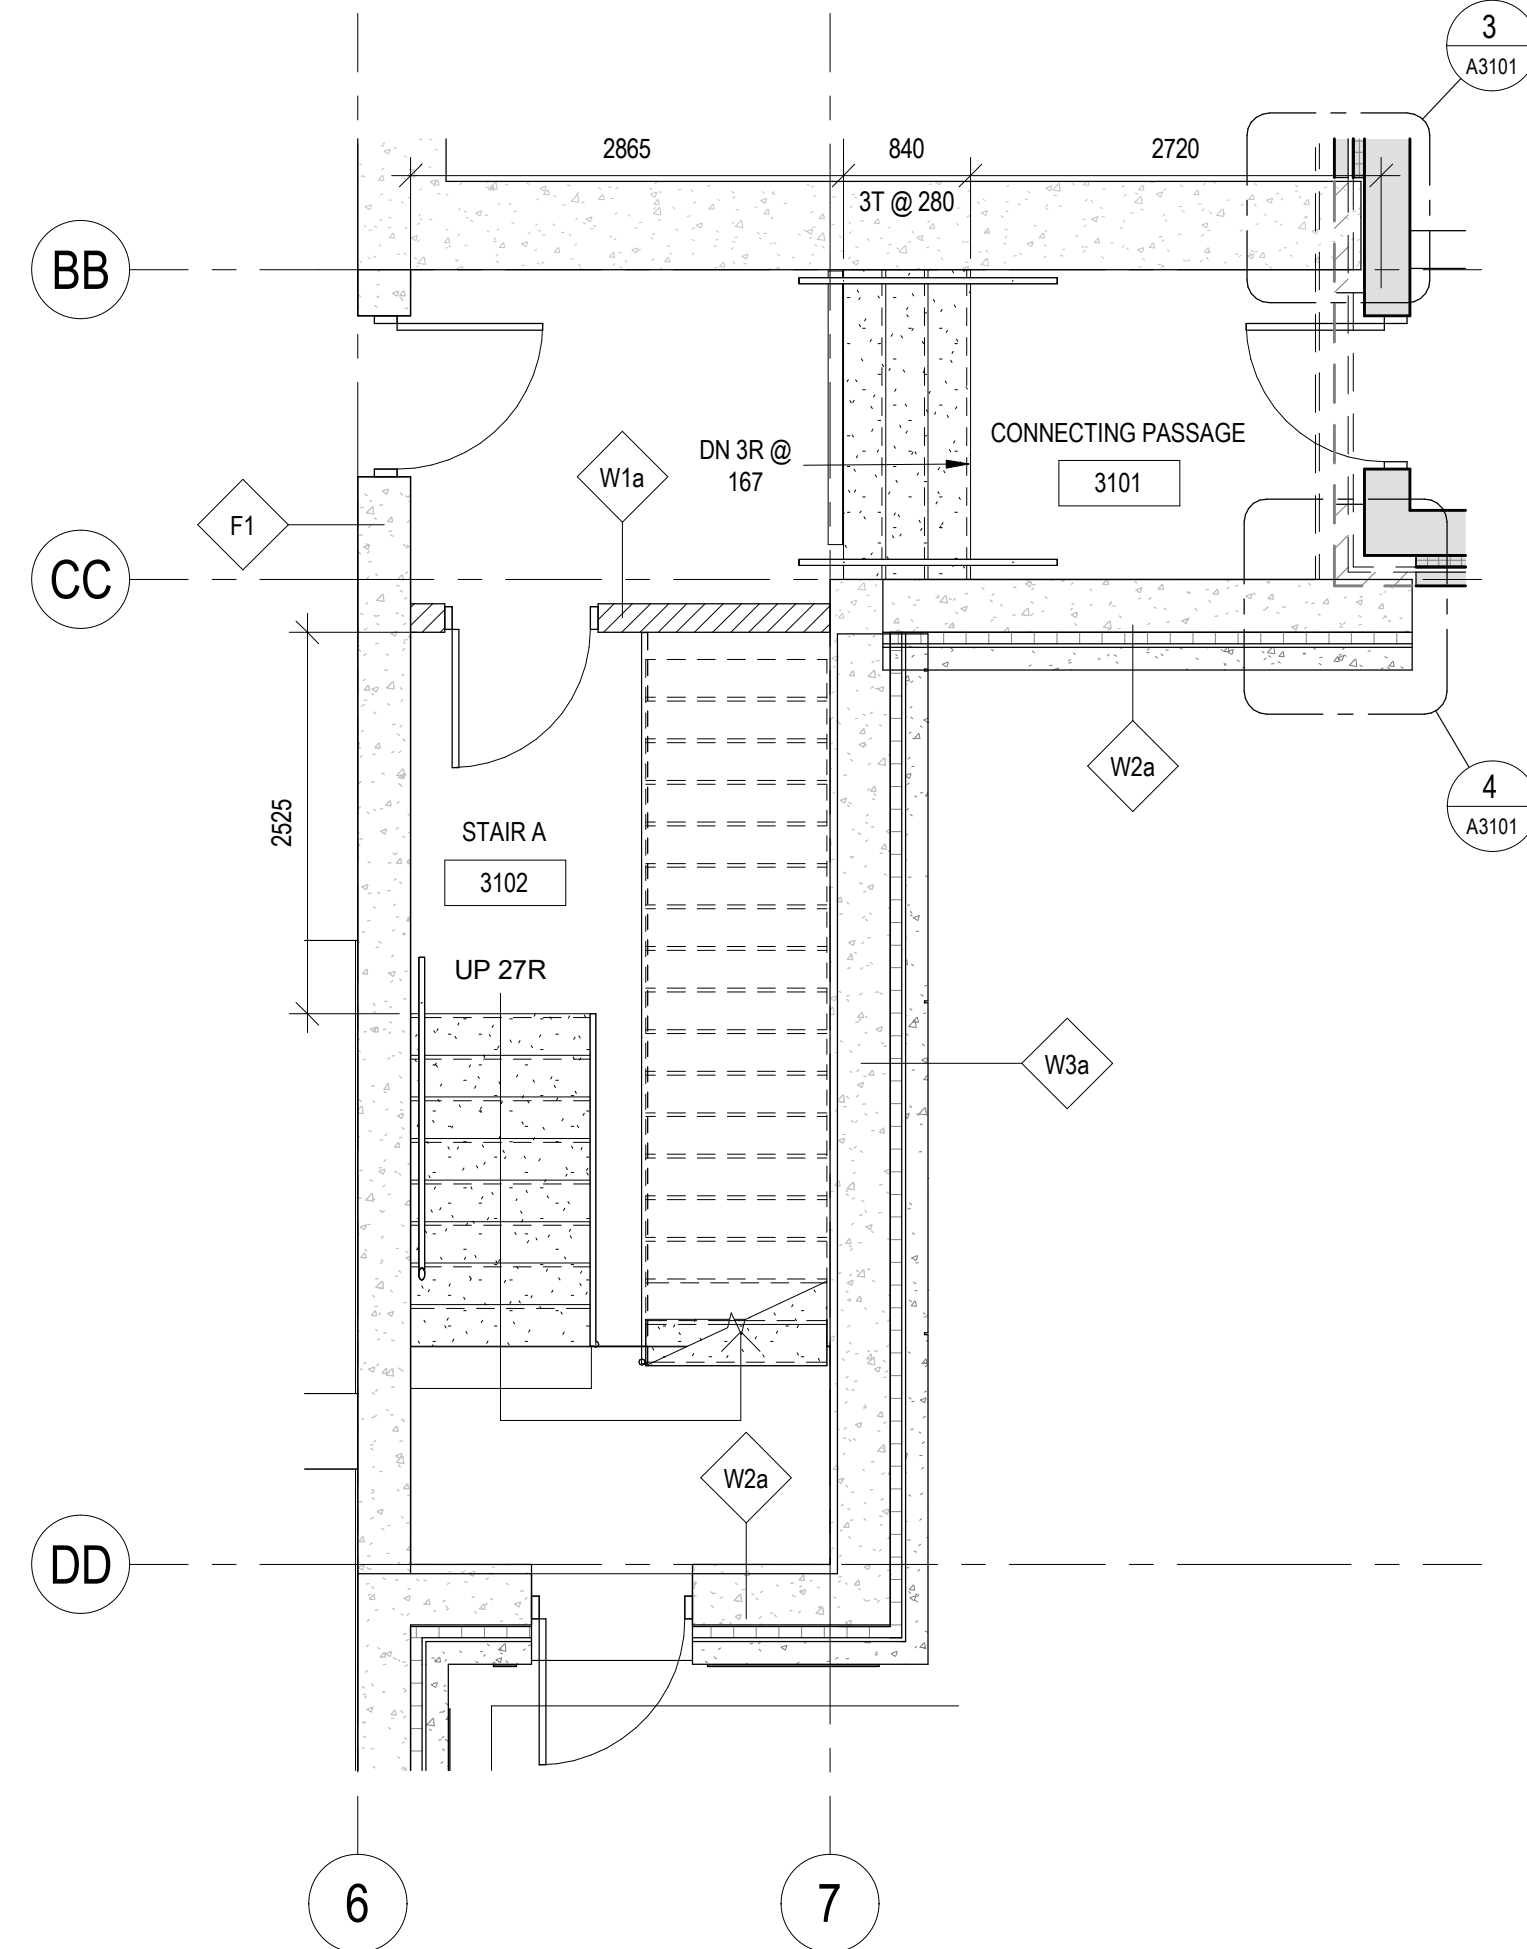 3
A3101
2865
840
2720
3T @ 280
BB
CONNECTING PASSAGE
3101
DN 3R @
167
W1a
F1
CC
W2a
4
A3101
2525
STAIR A
3102
UP 27R
W3a
W2a
DD
6
7